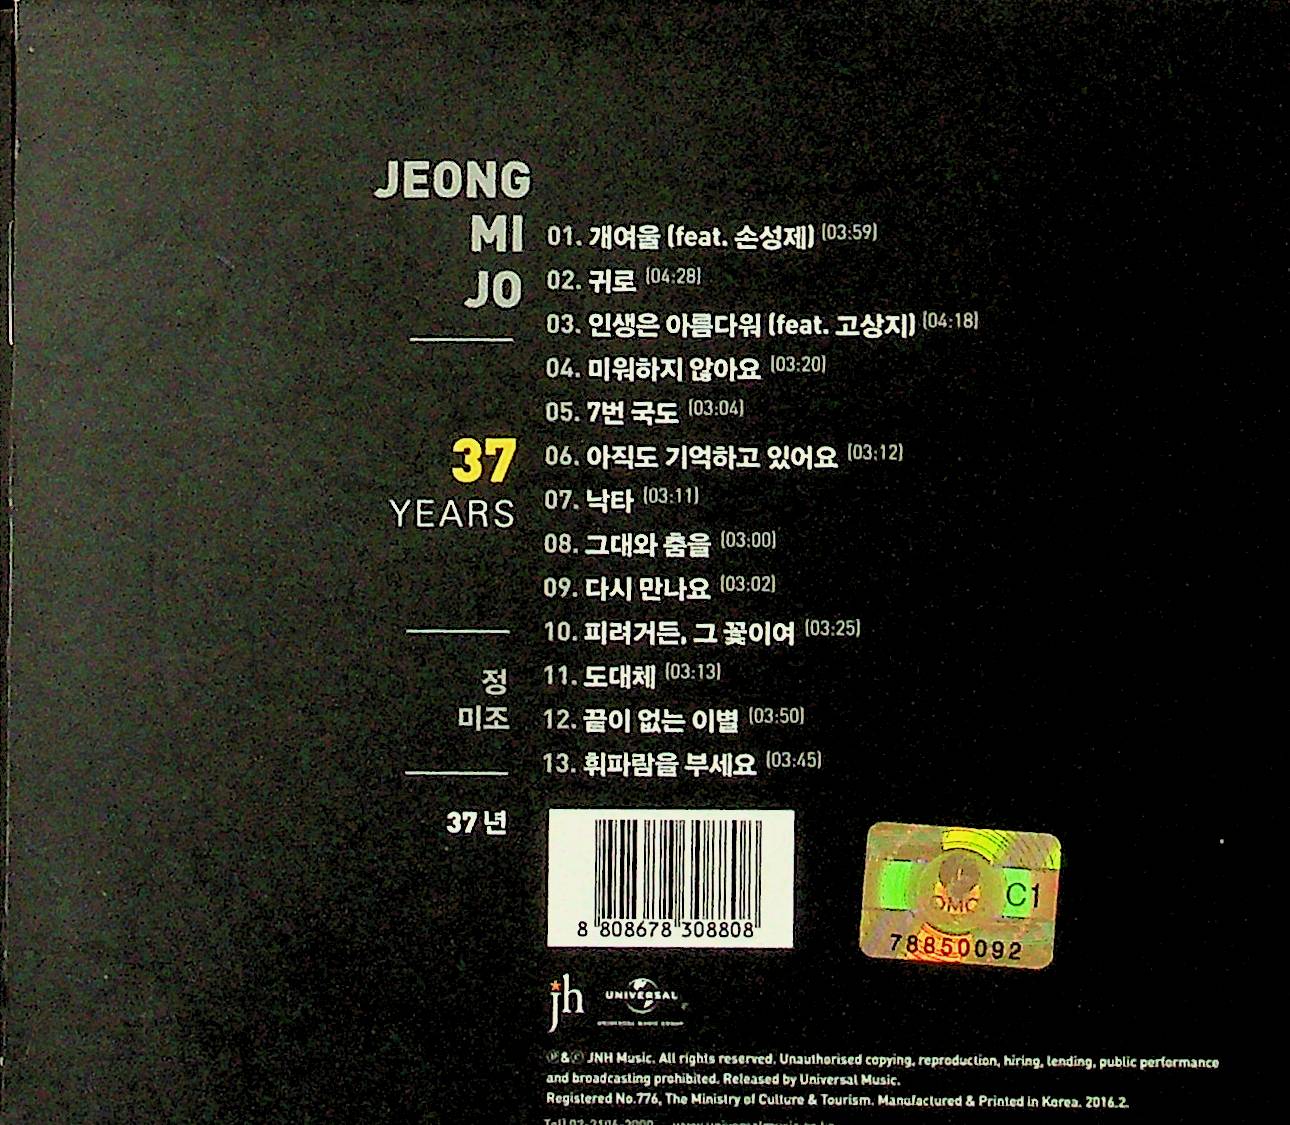 JEONG
MI
JO
37
YEARS
정
미조
37 년
01. 개여울 (feat. 손성제) (03:59)
02. 귀로 (04:28)
03. 인생은 아름다워 (feat. 고상지) (04:18)
04. 미워하지 않아요 (03:20)
05. 7번 국도 (03:04)
06. 아직도 기억하고 있어요 (03:12)
07. 낙타 (03:11)
08. 그대와 춤을 (03:00)
09. 다시 만나요 (03:02)
10. 피려거든, 그 꽃이여 (03:25)
11. 도대체 (03:13)
12. 끝이 없는 이별 (03:50)
13. 휘파람을 부세요 (03:45)
8 808678 308808
C1
78850092
jh
UNIVERSAL
℗&© JNH Music. All rights reserved. Unauthorised copying, reproduction, hiring, lending, public performance
and broadcasting prohibited. Released by Universal Music.
Registered No.776, The Ministry of Culture & Tourism. Manufactured & Printed in Korea. 2016.2.